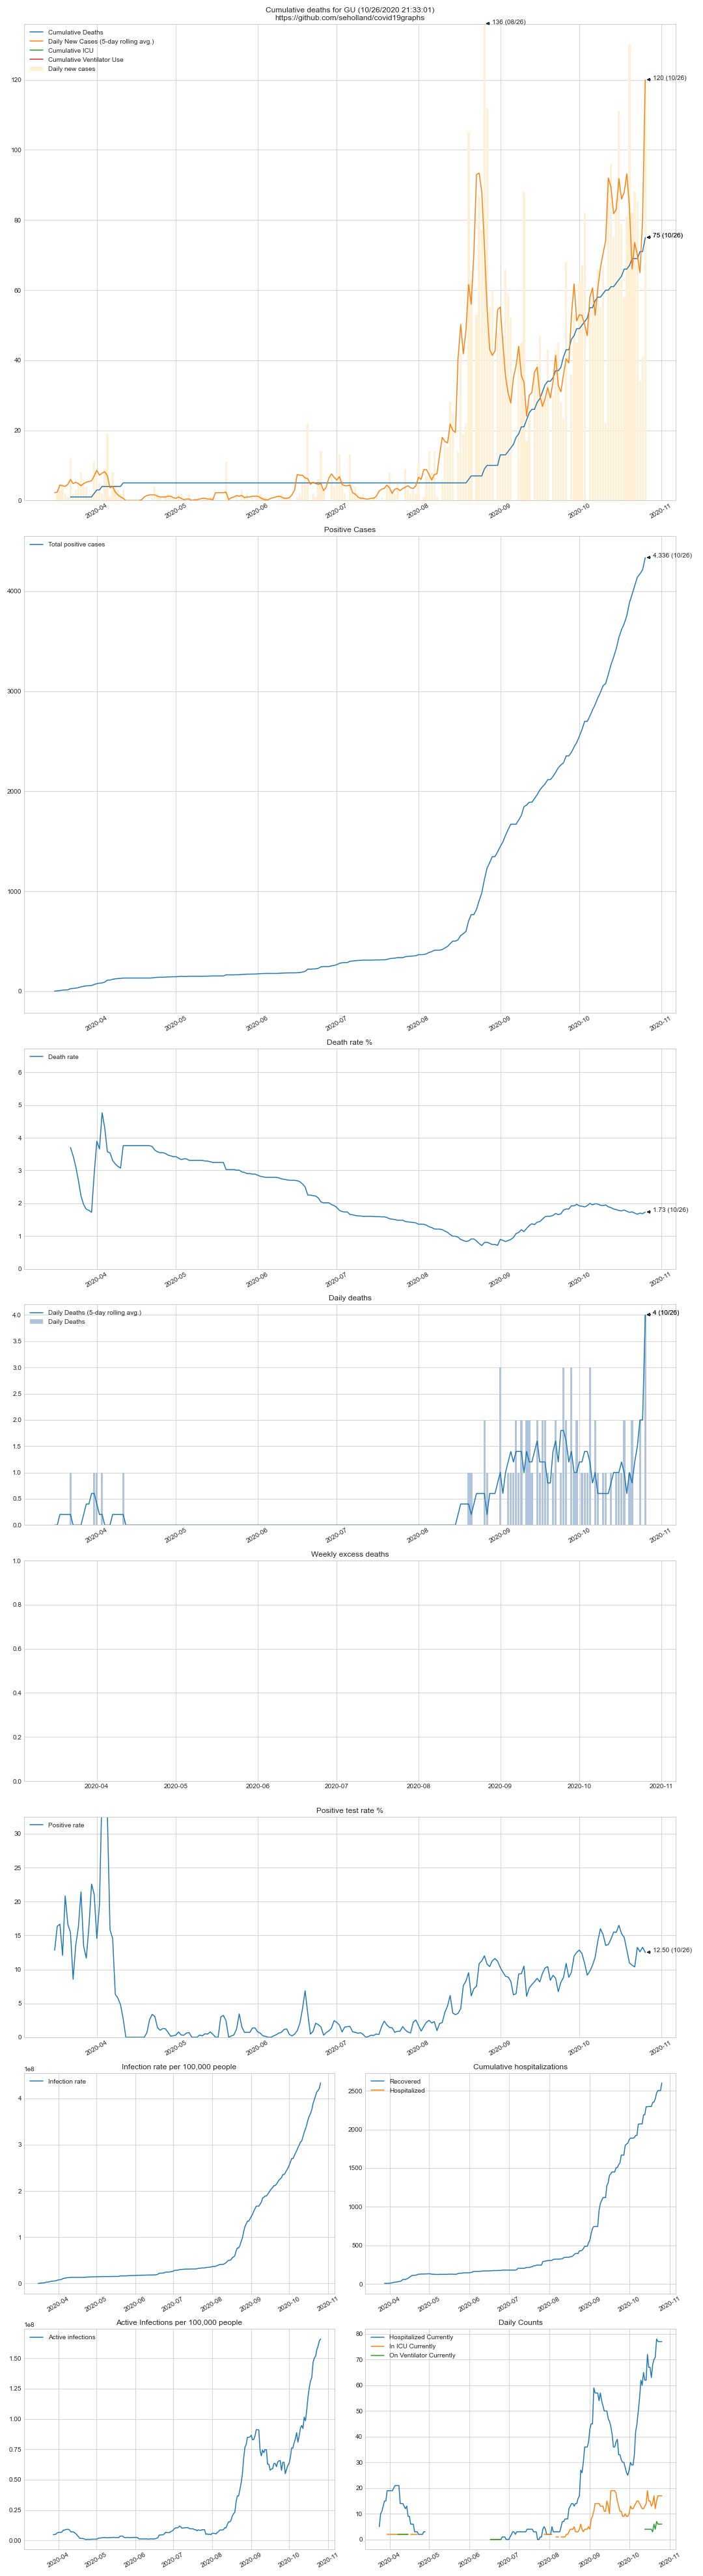 Cumulative deaths for GU (10/26/2020 21:33:01)
https://github.com/seholland/covid19graphs
Cumulative Deaths
Daily New Cases (5-day rolling avg.)
Cumulative ICU
Cumulative Ventilator Use
Daily new cases
136 (08/26)
120 (10/26)
75 (10/26)
120
100
80
60
40
20
0
2020-04 2020-05 2020-06 2020-07 2020-08 2020-09 2020-10 2020-11
Positive Cases
Total positive cases
4,336 (10/26)
4000
3000
2000
1000
0
2020-04 2020-05 2020-06 2020-07 2020-08 2020-09 2020-10 2020-11
Death rate %
Death rate
1.73 (10/26)
6
5
4
3
2
1
0
2020-04 2020-05 2020-06 2020-07 2020-08 2020-09 2020-10 2020-11
Daily deaths
Daily Deaths (5-day rolling avg.)
Daily Deaths
4 (10/26)
4.0
3.5
3.0
2.5
2.0
1.5
1.0
0.5
0.0
2020-04 2020-05 2020-06 2020-07 2020-08 2020-09 2020-10 2020-11
Weekly excess deaths
1.0
0.8
0.6
0.4
0.2
0.0
2020-04 2020-05 2020-06 2020-07 2020-08 2020-09 2020-10 2020-11
Positive test rate %
Positive rate
12.50 (10/26)
30
25
20
15
10
5
0
2020-04 2020-05 2020-06 2020-07 2020-08 2020-09 2020-10 2020-11
Infection rate per 100,000 people
1e8
Infection rate
4
3
2
1
0
2020-04 2020-05 2020-06 2020-07 2020-08 2020-09 2020-10 2020-11
Cumulative hospitalizations
Recovered
Hospitalized
2500
2000
1500
1000
500
0
2020-04 2020-05 2020-06 2020-07 2020-08 2020-09 2020-10 2020-11
Active Infections per 100,000 people
1e8
Active infections
1.50
1.25
1.00
0.75
0.50
0.25
0.00
2020-04 2020-05 2020-06 2020-07 2020-08 2020-09 2020-10 2020-11
Daily Counts
Hospitalized Currently
In ICU Currently
On Ventilator Currently
80
70
60
50
40
30
20
10
0
2020-04 2020-05 2020-06 2020-07 2020-08 2020-09 2020-10 2020-11